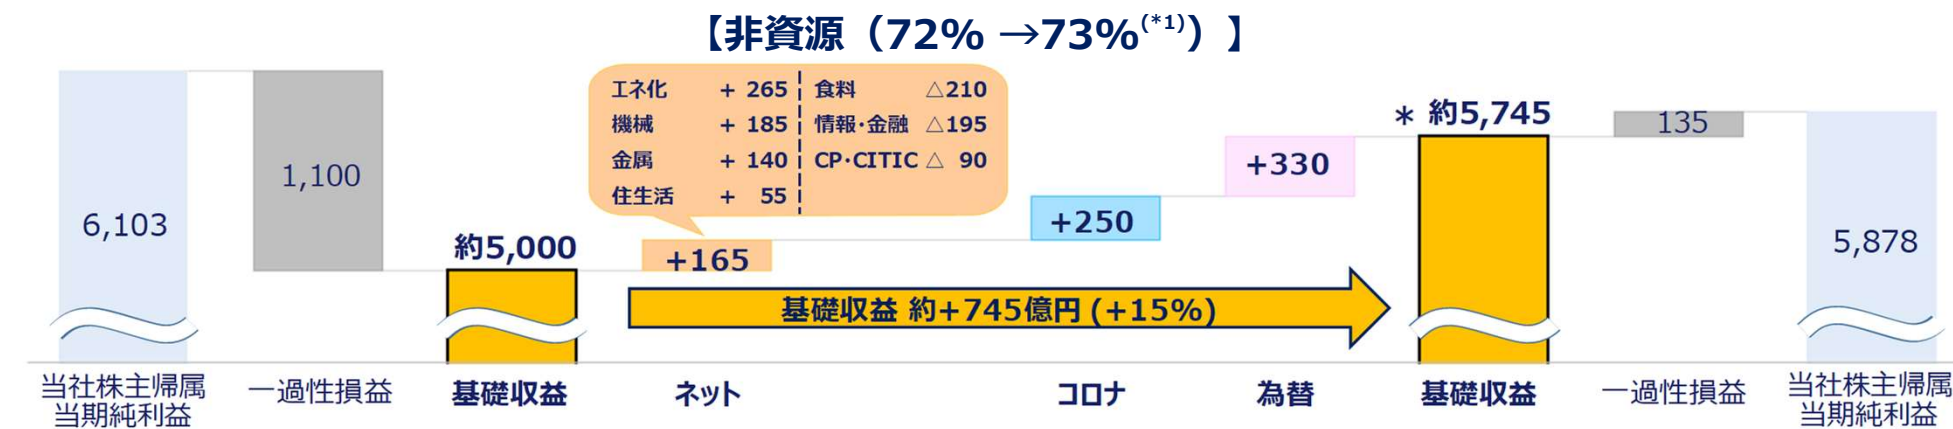 【非資源（72% →73%(*1)）】
エネ化 + 265 食料 △210
機械 + 185 情報・金融 △195
金属 + 140 CP・CITIC △ 90
住生活 + 55
* 約5,745
135
1,100
+330
6,103
+250
5,878
約5,000
+165
基礎収益 約+745億円 (+15%)
当社株主帰属
当期純利益
一過性損益
基礎収益
ネット
コロナ
為替
基礎収益
一過性損益
当社株主帰属
当期純利益